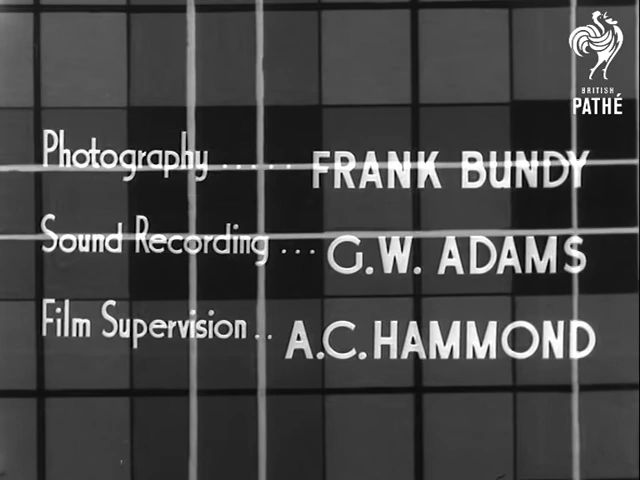 BRITISH
PATHÉ
Photography ..... FRANK BUNDY
Sound Recording ... G.W. ADAMS
Film Supervision .. A.C. HAMMOND